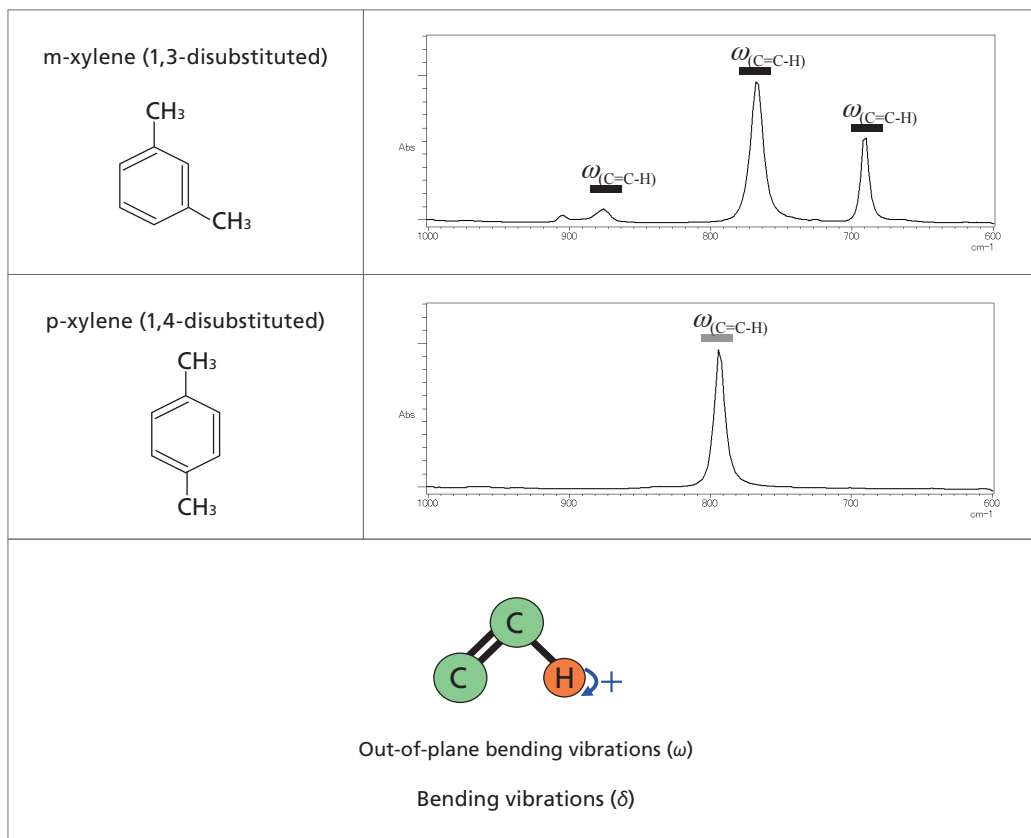 m-xylene (1,3-disubstituted)
CH3
CH3
ω(C=C-H)
ω(C=C-H)
ω(C=C-H)
Abs
1000 900 800 700 600
cm-1
p-xylene (1,4-disubstituted)
CH3
CH3
ω(C=C-H)
Abs
1000 900 800 700 600
cm-1
C
C H +
Out-of-plane bending vibrations (ω)
Bending vibrations (δ)